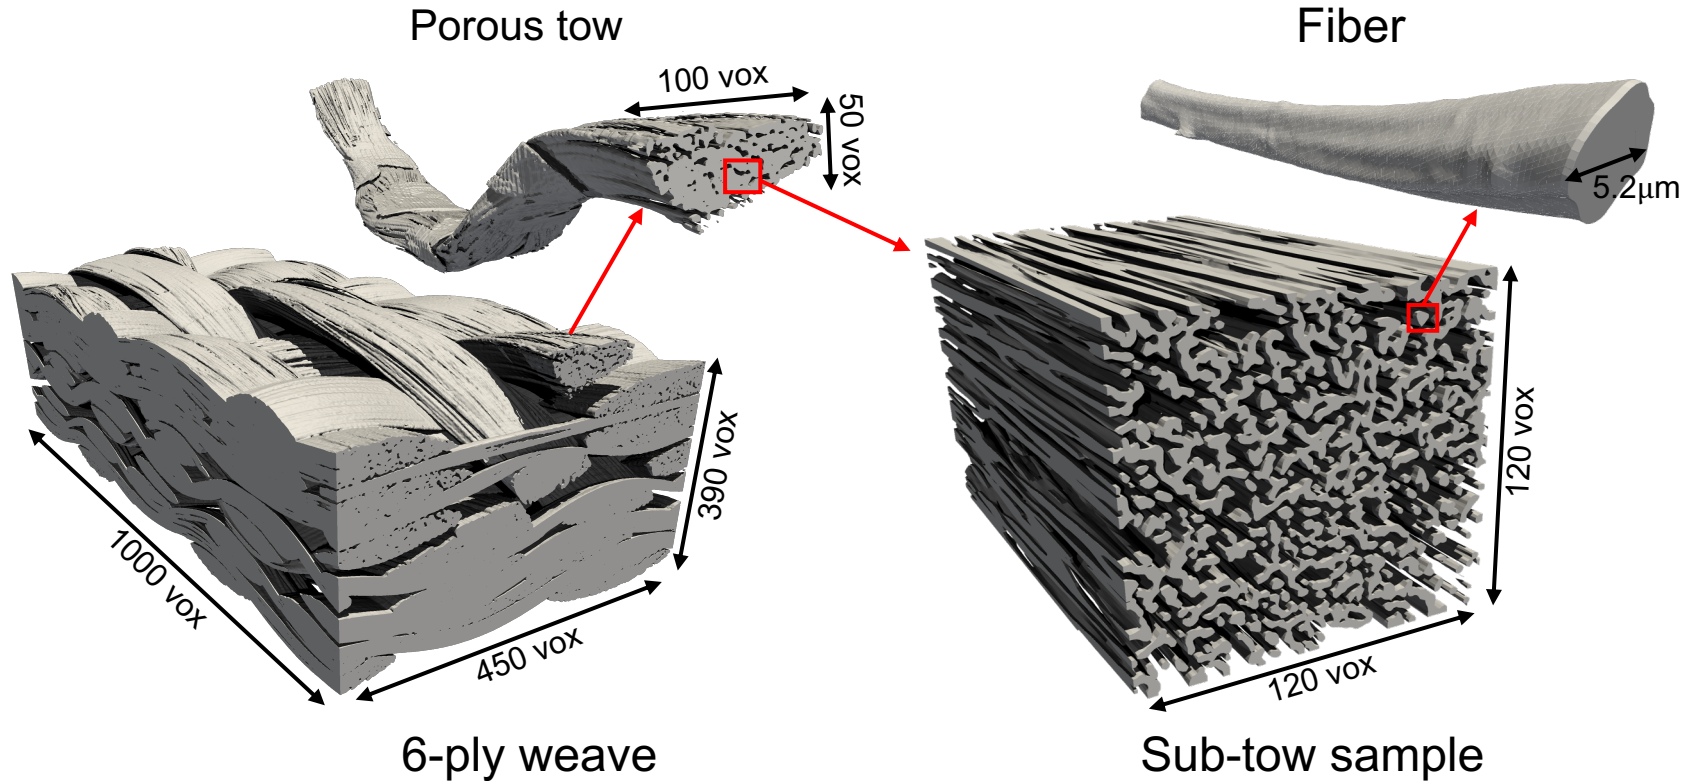 Porous tow
Fiber
100 vox
50 vox
5.2μm
390 vox
1000 vox
450 vox
120 vox
120 vox
6-ply weave
Sub-tow sample